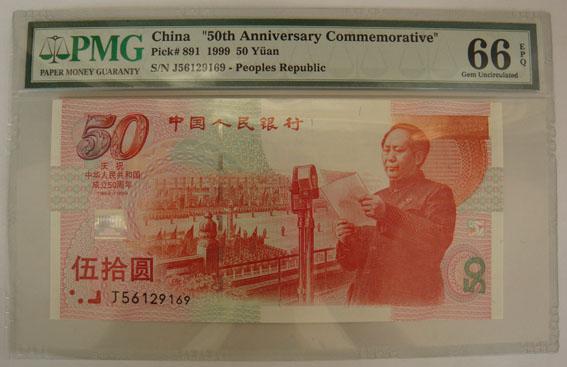 PMG
PAPER MONEY GUARANTY
China "50th Anniversary Commemorative"
Pick# 891 1999 50 Yüan
S/N J56129169 - Peoples Republic
66 EPQ
Gem Uncirculated
50
中国人民银行
庆祝
中华人民共和国
成立50周年
1949-1999
伍拾圆
J56129169
50